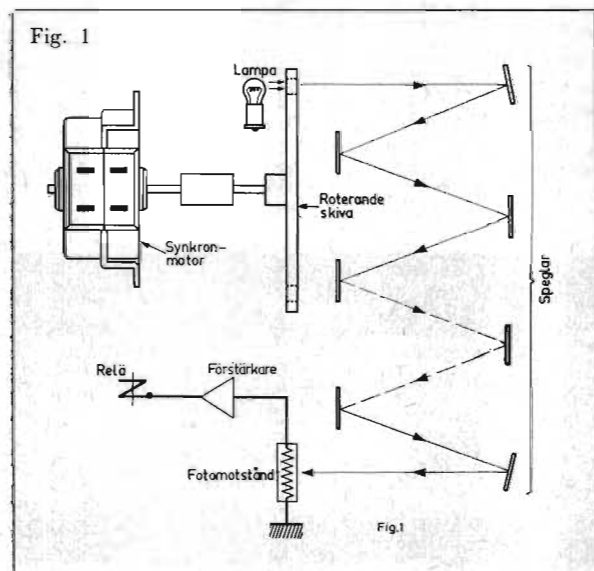 Fig. 1
Lampa
Roterande
skiva
Synkron-
motor
Speglar
Relä
Förstärkare
Fotomotstånd
Fig.1